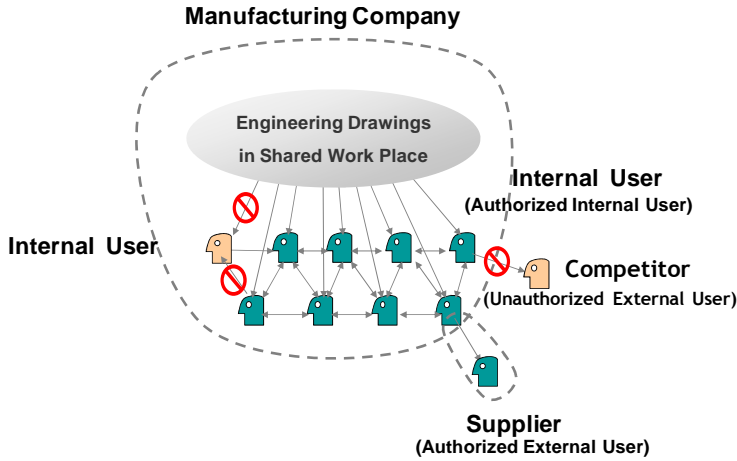 Manufacturing Company
Engineering Drawings
in Shared Work Place
Internal User
(Authorized Internal User)
Internal User
Competitor
(Unauthorized External User)
Supplier
(Authorized External User)